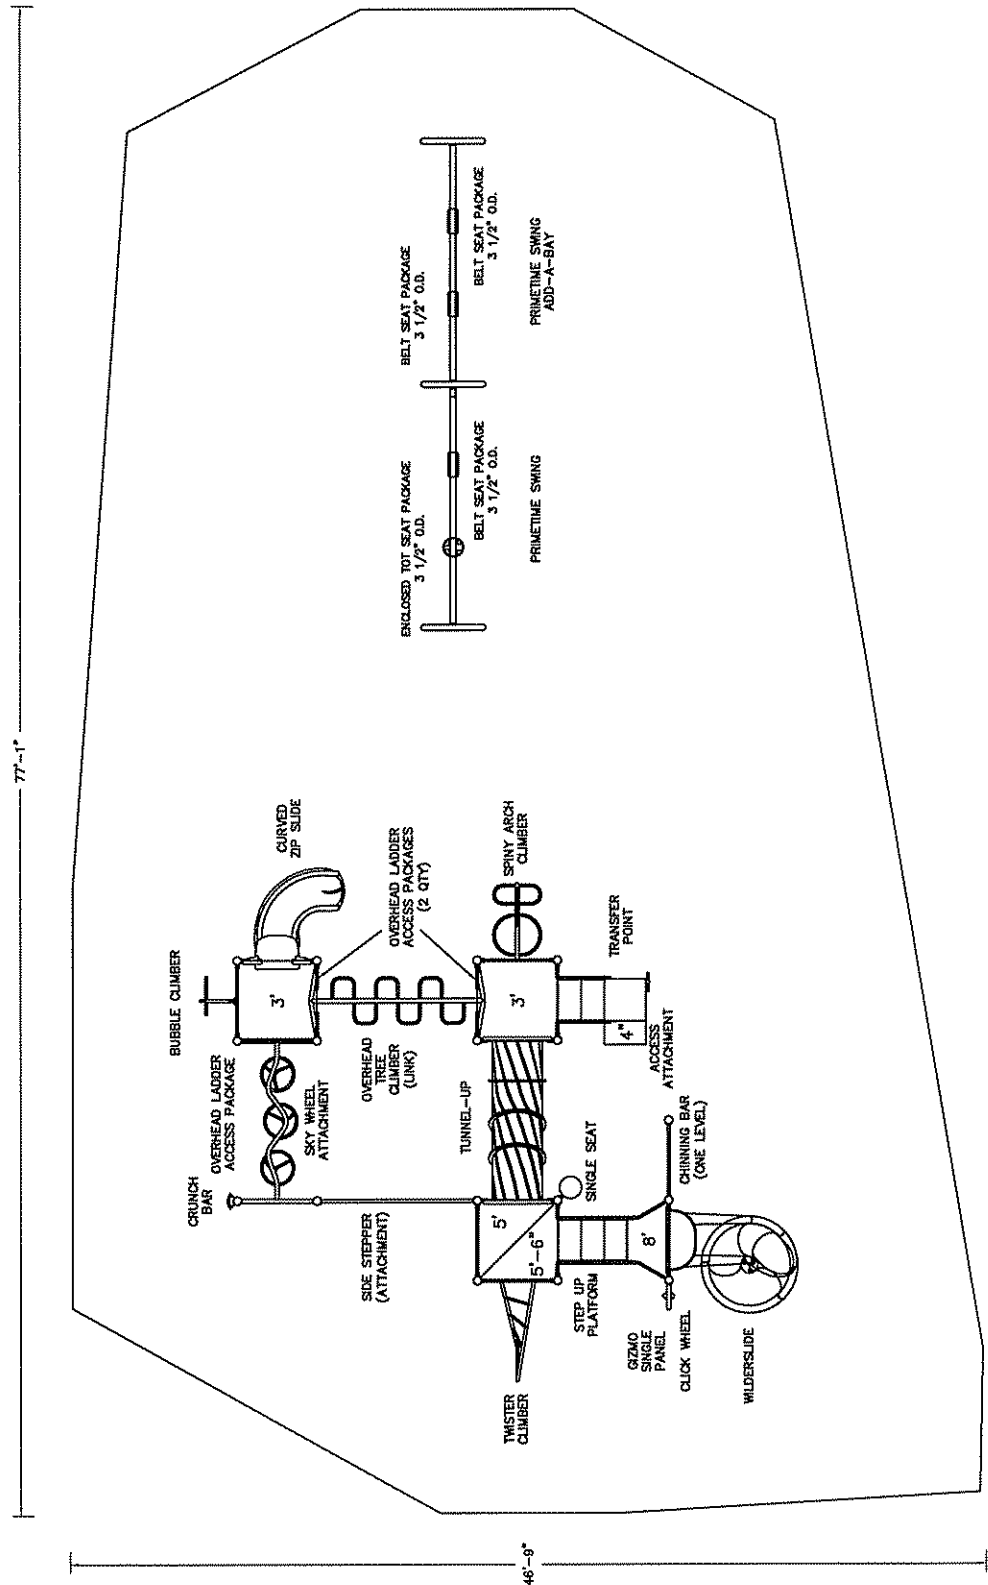 77'-1"
46'-9"
BUBBLE CLIMBER
CURVED
ZIP SLIDE
3'
OVERHEAD LADDER
ACCESS PACKAGES
(2 QTY)
OVERHEAD LADDER
ACCESS PACKAGE
SKY WHEEL
ATTACHMENT
OVERHEAD
TREE
CLIMBER
(LINK)
CRUNCH
BAR
SIDE STEPPER
(ATTACHMENT)
TUNNEL-UP
SPINY ARCH
CLIMBER
3'
TRANSFER
POINT
4"
ACCESS
ATTACHMENT
SINGLE SEAT
5'
5'-6"
CHINNING BAR
(ONE LEVEL)
8'
STEP UP
PLATFORM
TWISTER
CLIMBER
GIZMO
SINGLE
PANEL
CLICK WHEEL
WILDERSLIDE
ENCLOSED TOT SEAT PACKAGE
3 1/2" O.D.
BELT SEAT PACKAGE
3 1/2" O.D.
BELT SEAT PACKAGE
3 1/2" O.D.
BELT SEAT PACKAGE
3 1/2" O.D.
PRIMETIME SWING
PRIMETIME SWING
ADD-A-BAY